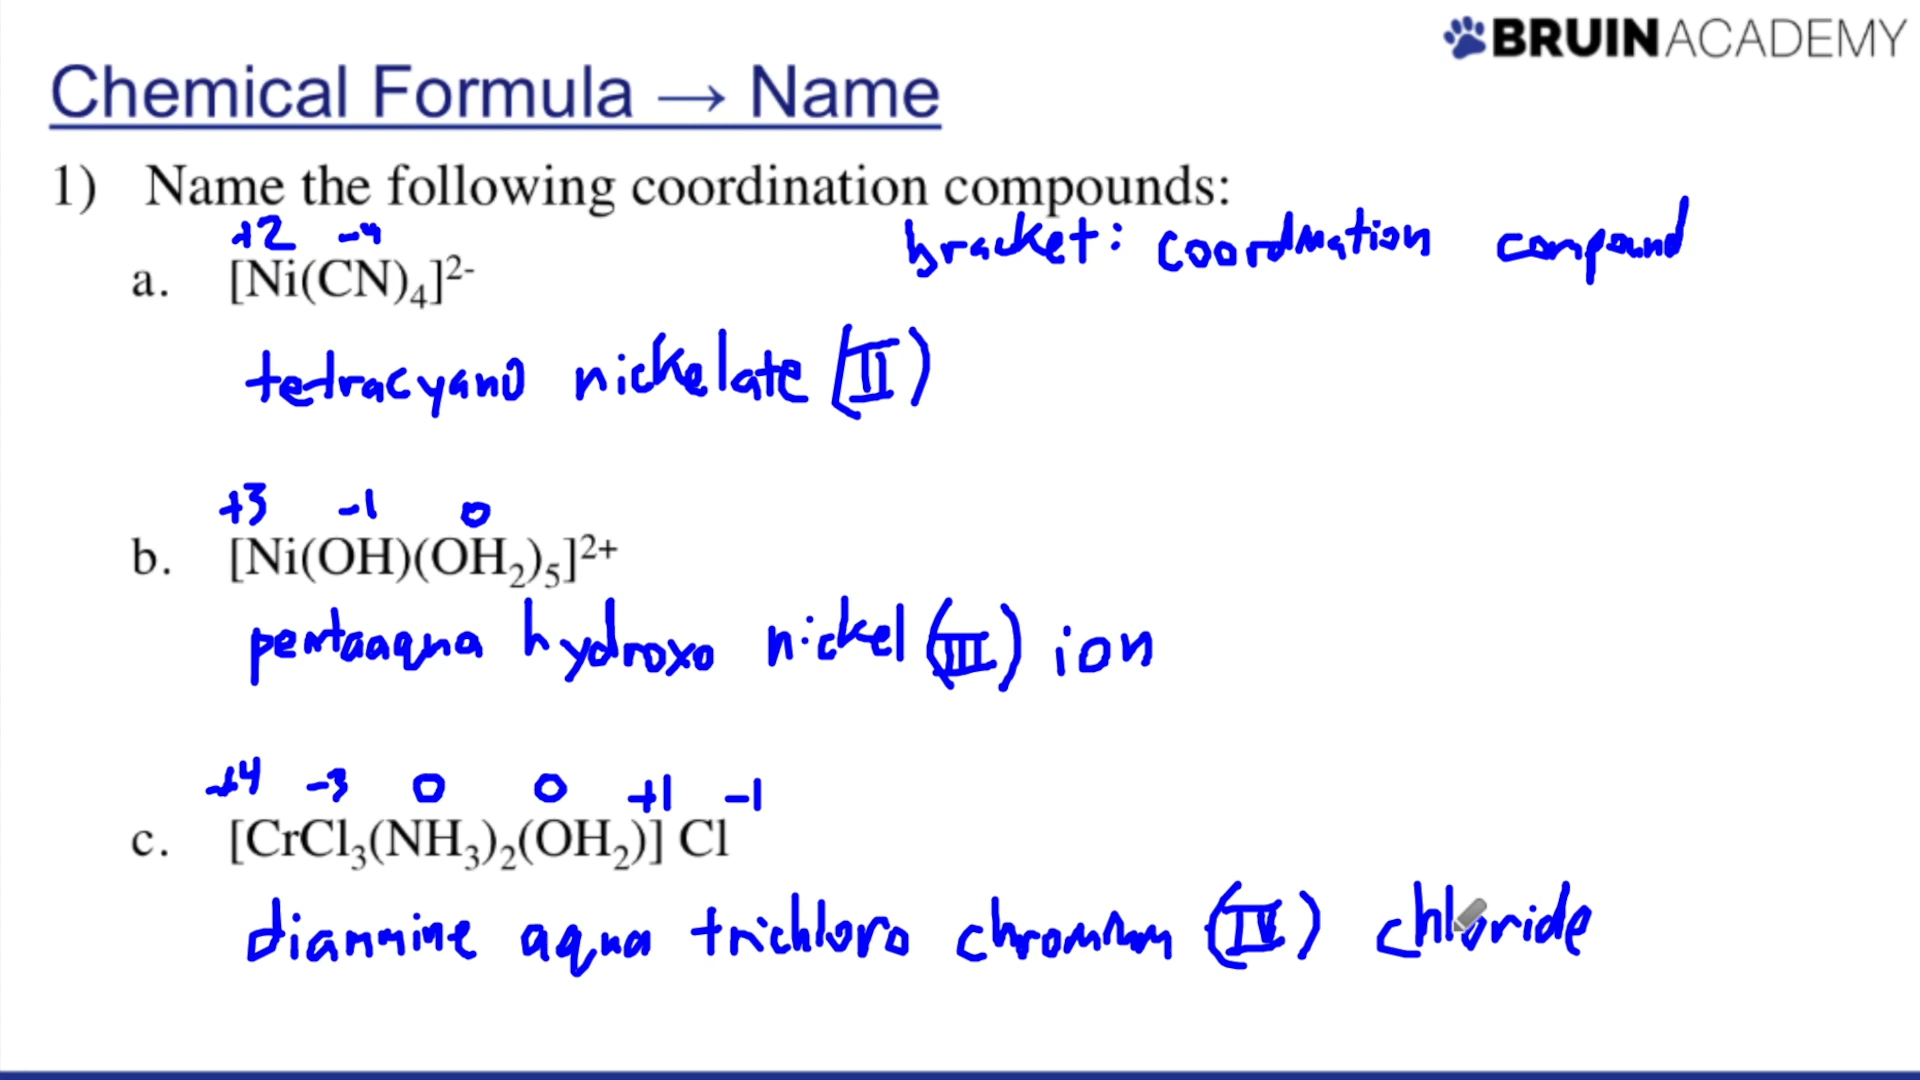 BRUIN ACADEMY
Chemical Formula → Name
1) Name the following coordination compounds:
bracket: coordination compound
+2 -4
a. [Ni(CN)₄]²⁻
tetracyano nickelate (II)
+3 -1 0
b. [Ni(OH)(OH₂)₅]²⁺
pentaaqua hydroxo nickel (III) ion
+4 -3 0 0 +1 -1
c. [CrCl₃(NH₃)₂(OH₂)] Cl
diammine aqua trichloro chromium (IV) chloride